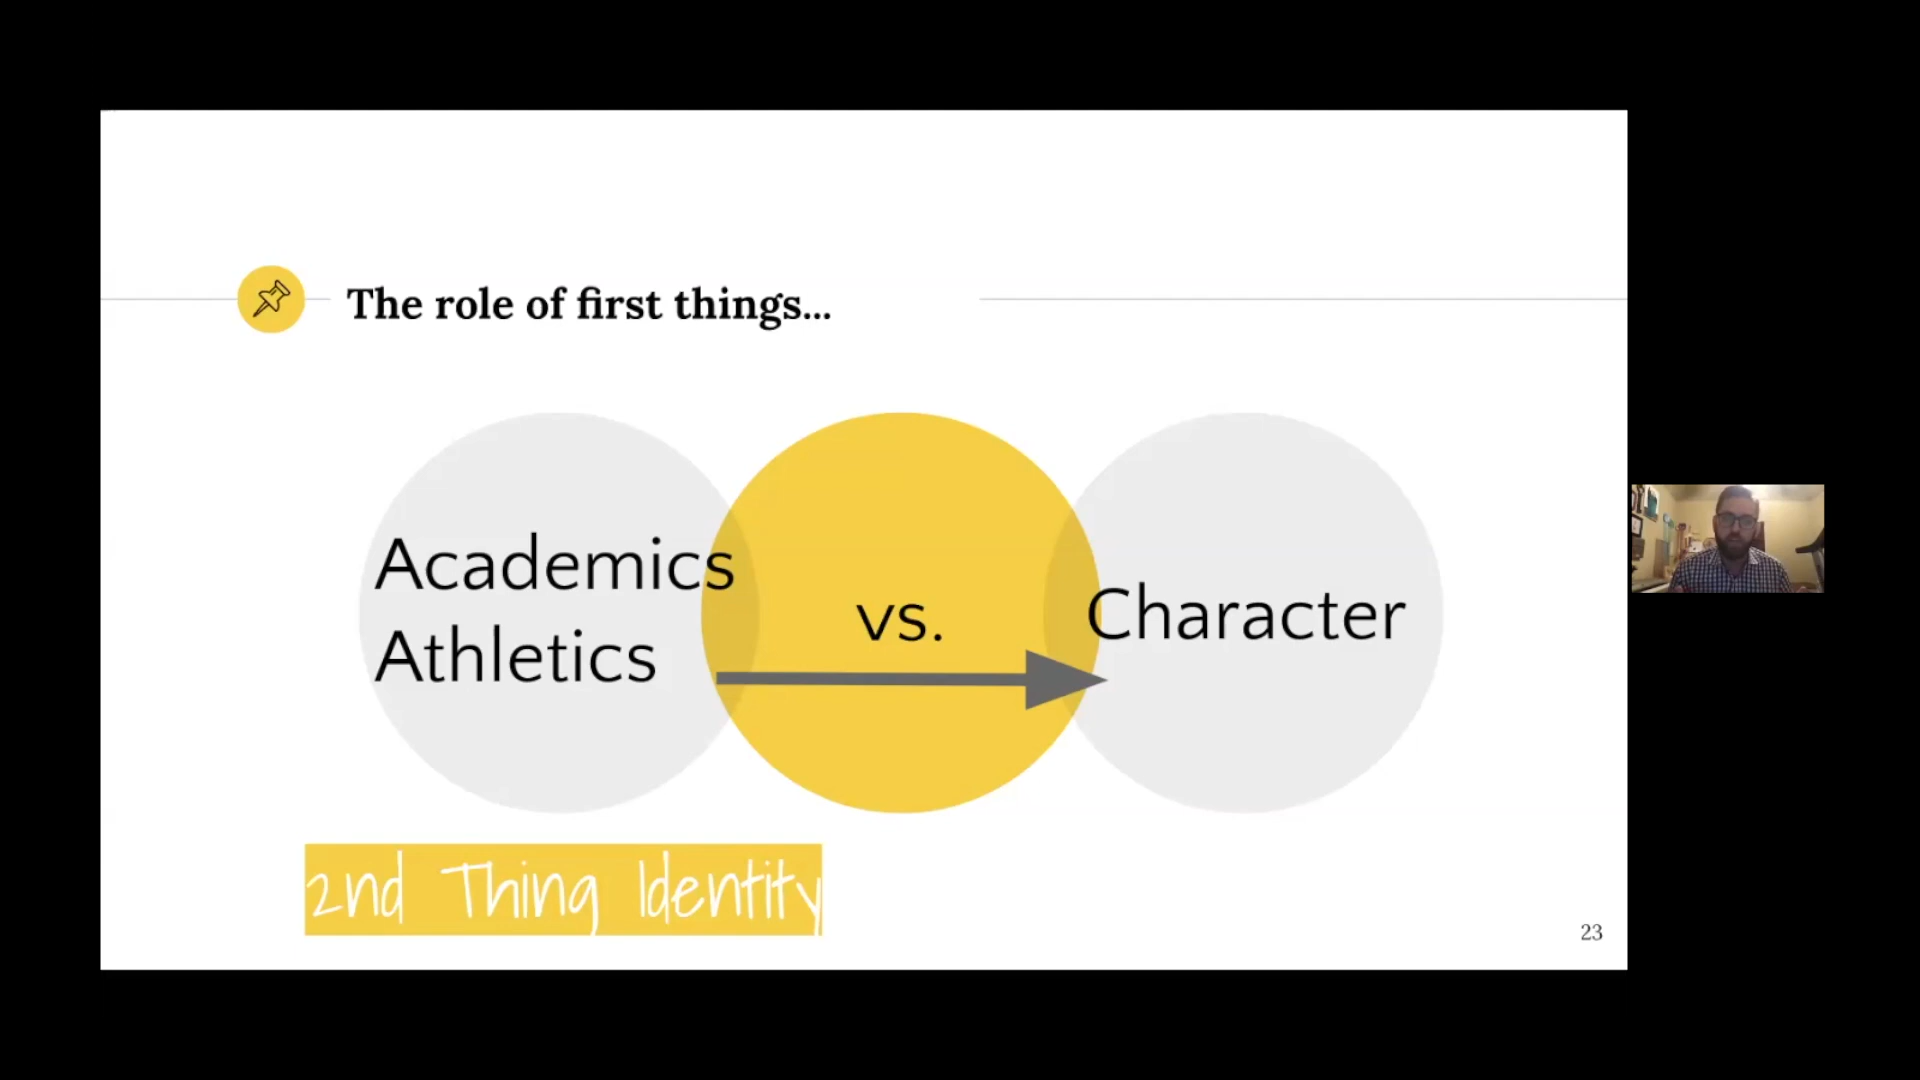 The role of first things...
Academics
Athletics
vs.
Character
2nd Thing Identity
23